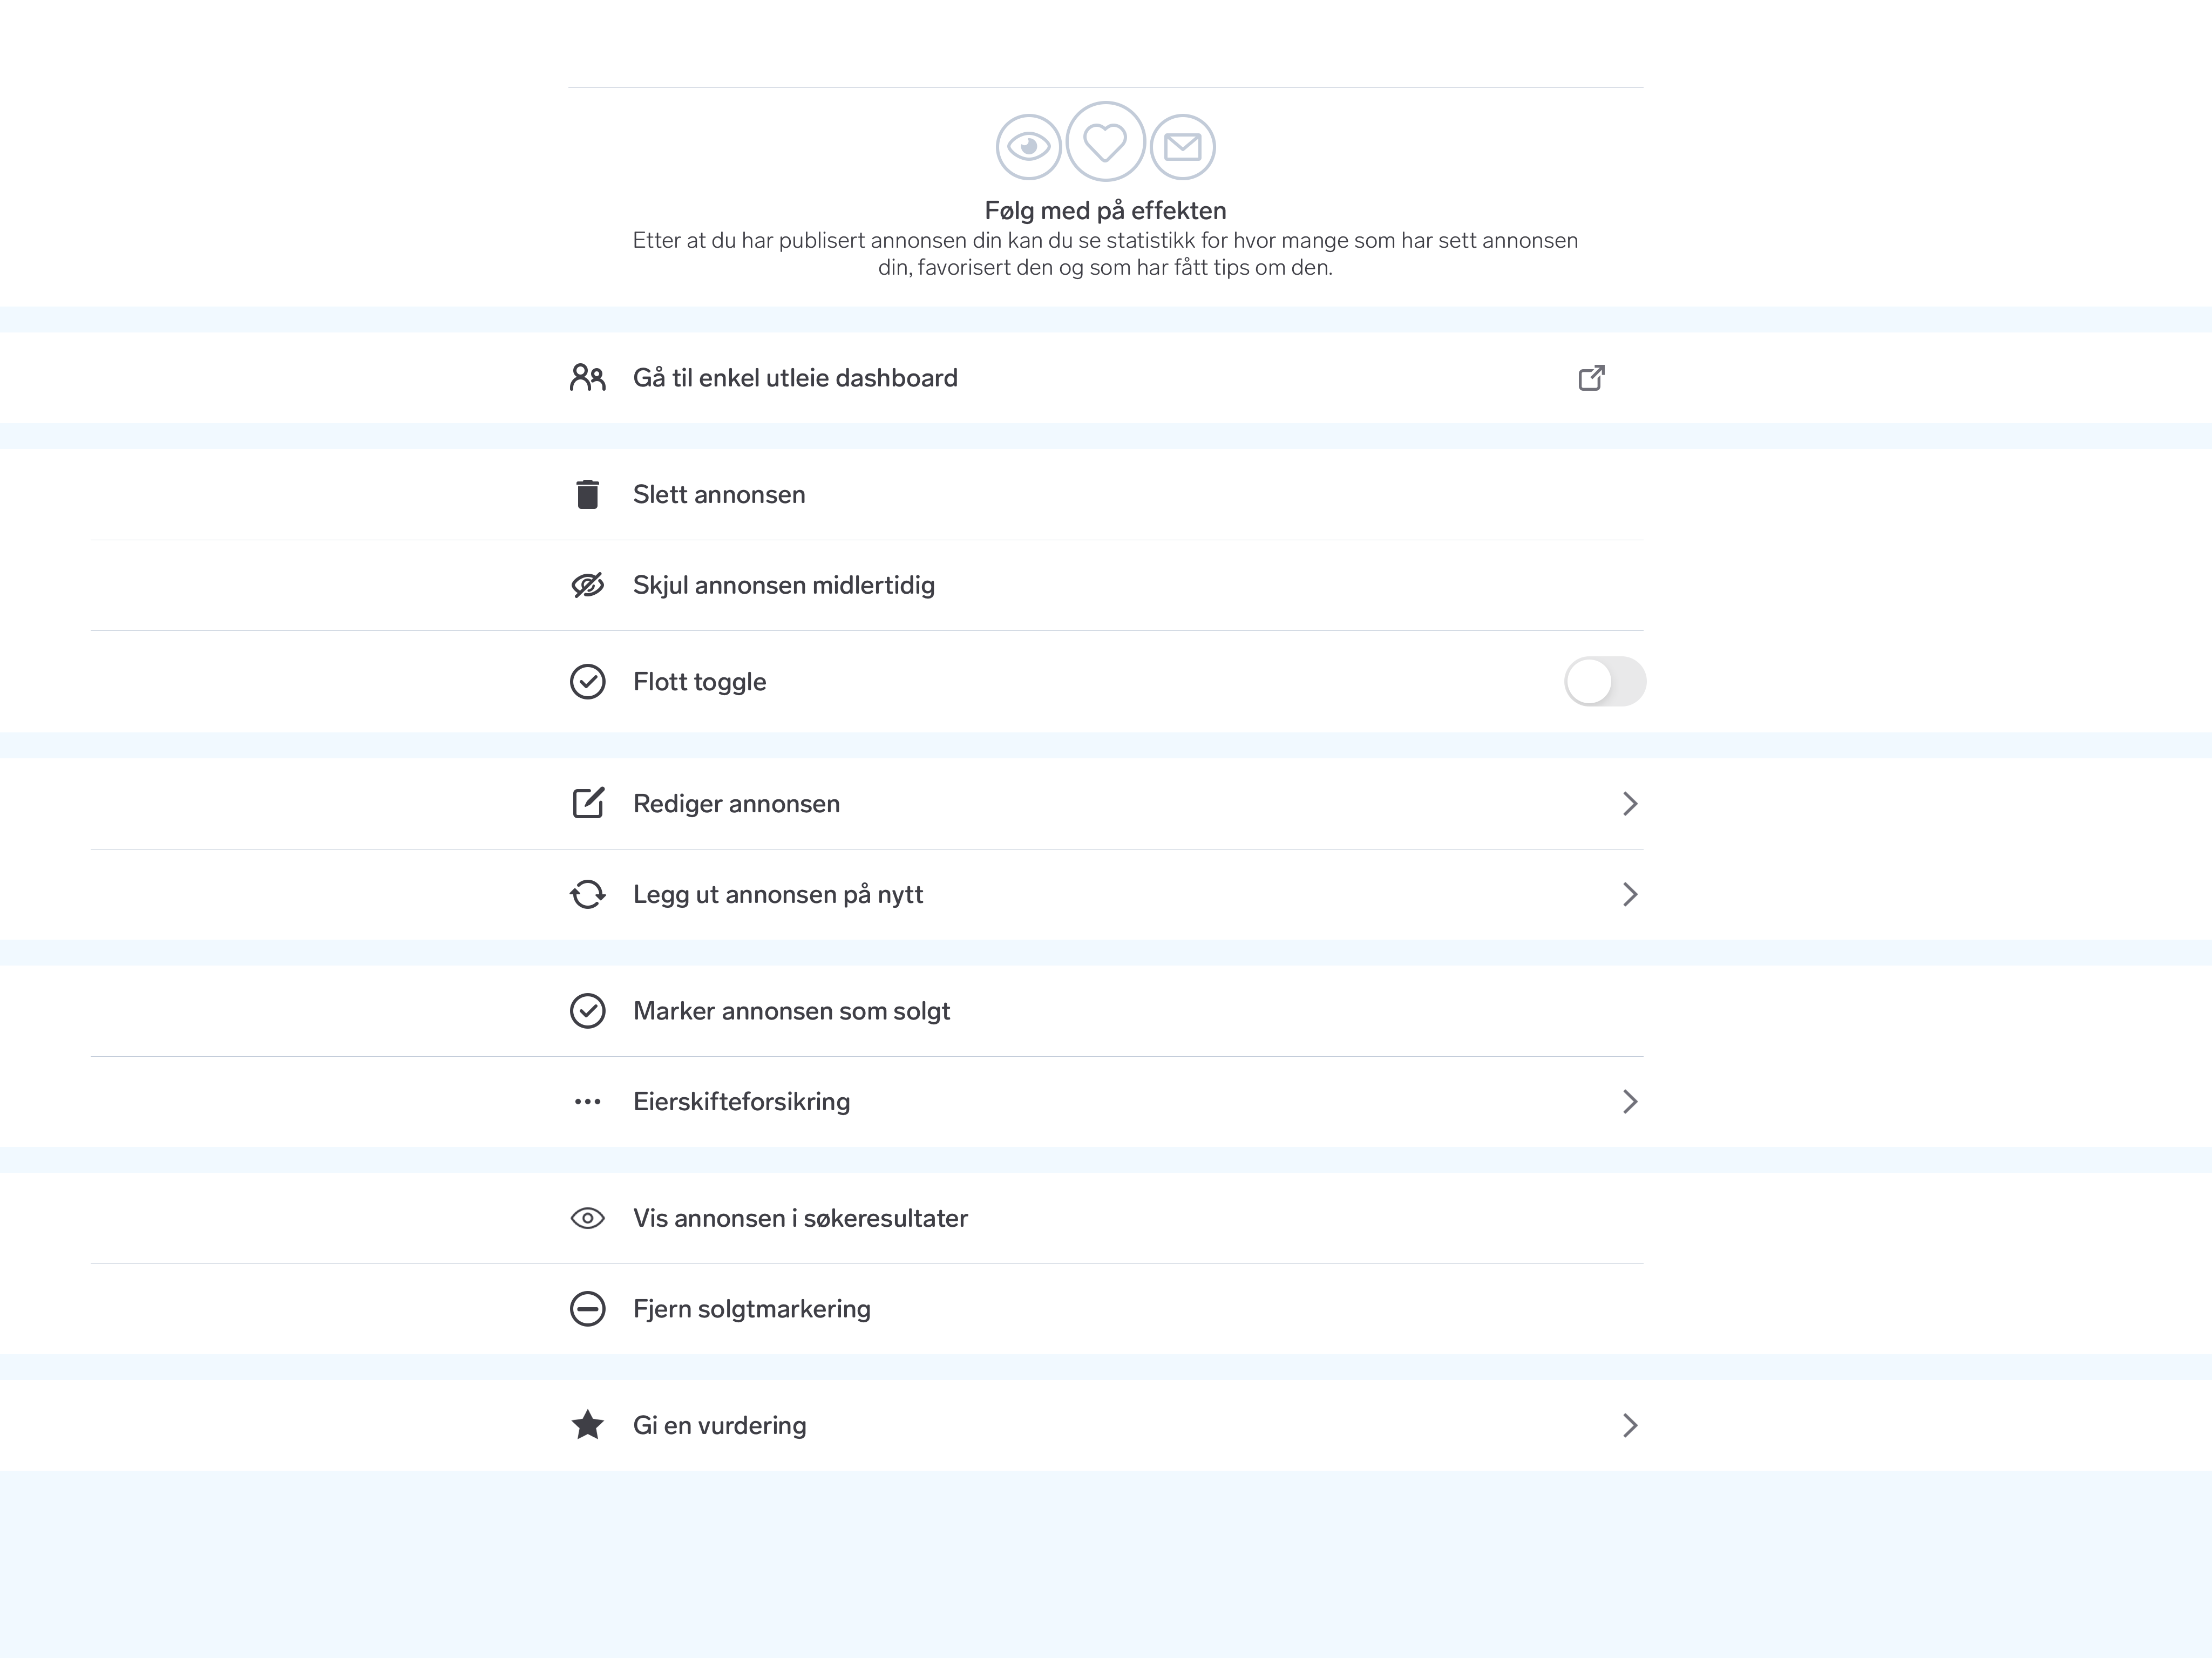 Følg med på effekten
Etter at du har publisert annonsen din kan du se statistikk for hvor mange som har sett annonsen
din, favorisert den og som har fått tips om den.
Gå til enkel utleie dashboard
Slett annonsen
Skjul annonsen midlertidig
Flott toggle
Rediger annonsen
Legg ut annonsen på nytt
Marker annonsen som solgt
Eierskifteforsikring
Vis annonsen i søkeresultater
Fjern solgtmarkering
Gi en vurdering